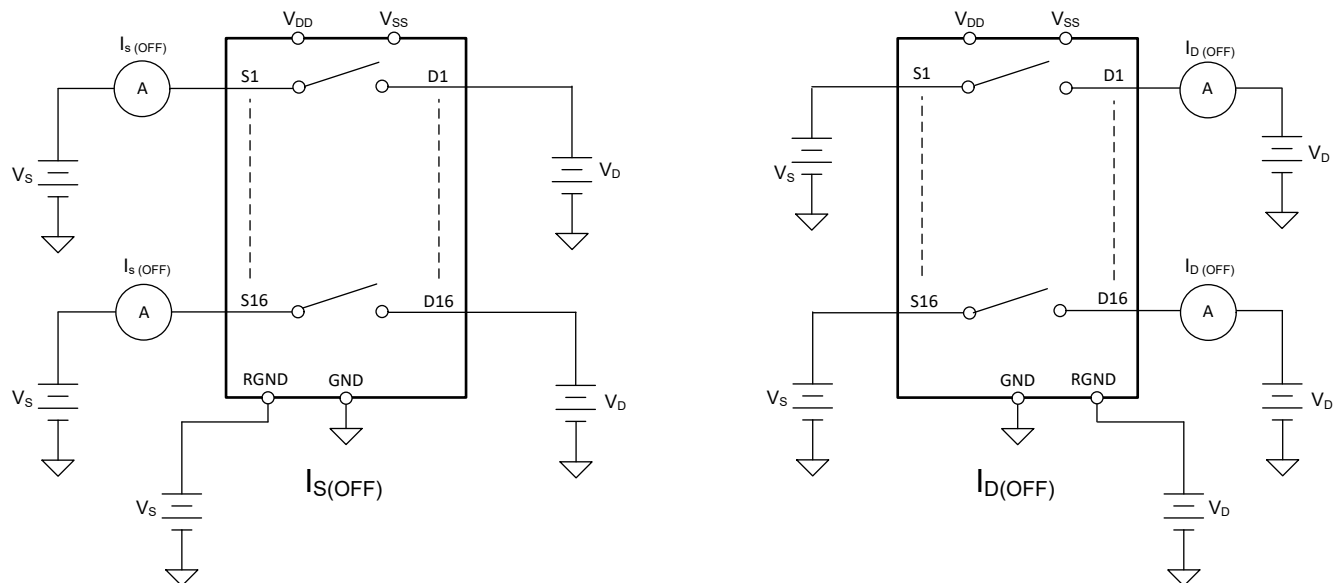 VDD VSS
Is (OFF)
A S1 D1
VS VD
Is (OFF)
A S16 D16
VS RGND GND VD
VS IS(OFF)
VDD VSS
ID (OFF)
S1 D1 A
VS VD
ID (OFF)
S16 D16 A
VS GND RGND VD
ID(OFF) VD